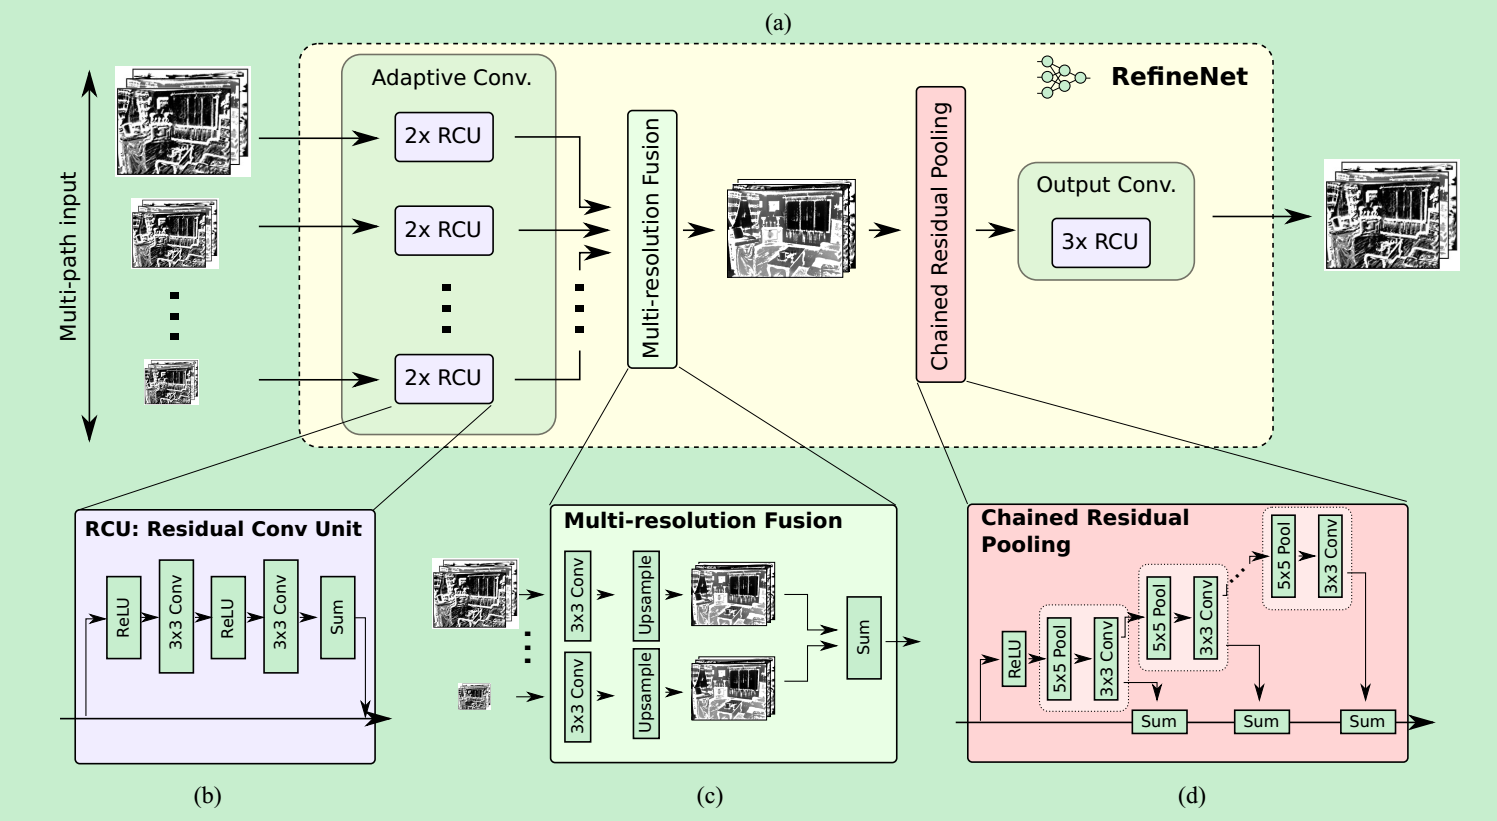 (a)
Multi-path input
Adaptive Conv.
2x RCU
2x RCU
2x RCU
Multi-resolution Fusion
Chained Residual Pooling
RefineNet
Output Conv.
3x RCU
RCU: Residual Conv Unit
ReLU
3x3 Conv
ReLU
3x3 Conv
Sum
(b)
Multi-resolution Fusion
3x3 Conv
Upsample
3x3 Conv
Upsample
Sum
(c)
Chained Residual
Pooling
ReLU
5x5 Pool
3x3 Conv
5x5 Pool
3x3 Conv
5x5 Pool
3x3 Conv
Sum
Sum
Sum
(d)